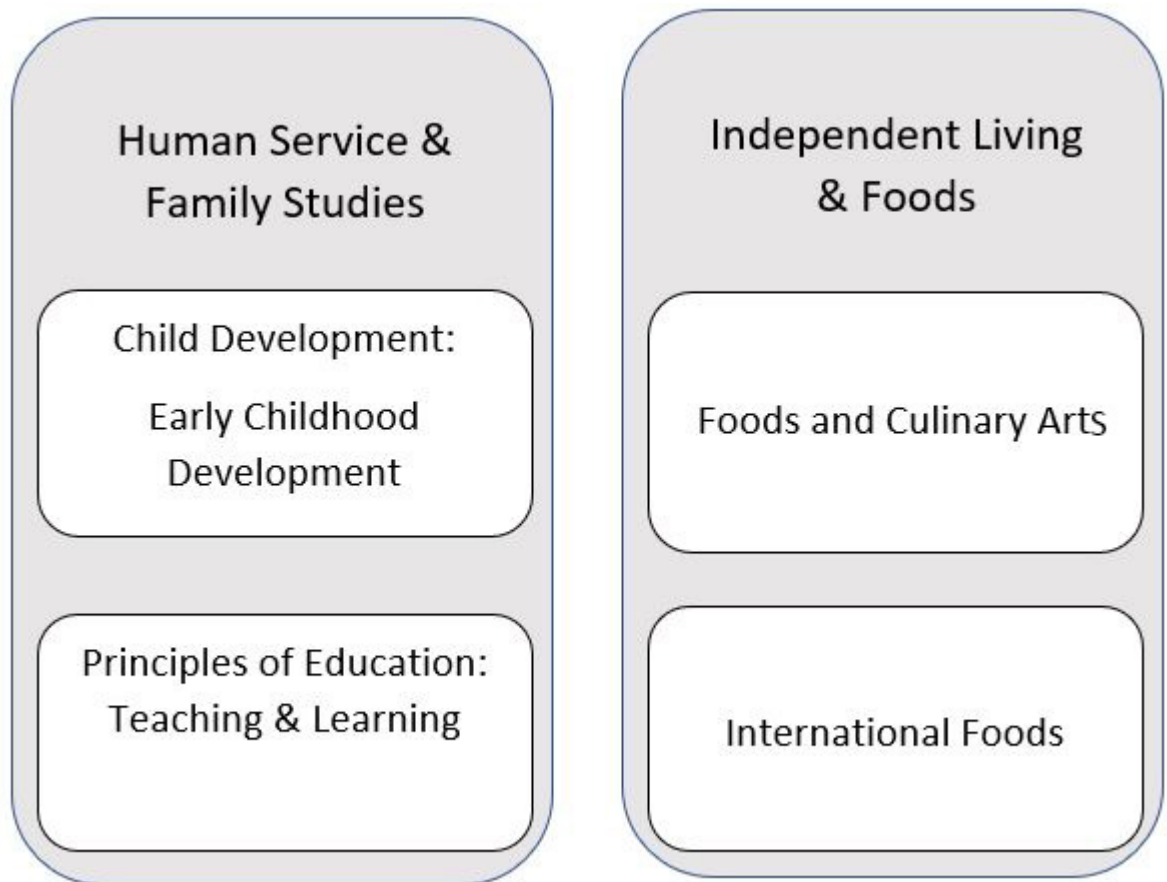 Human Service &
Family Studies
Child Development:
Early Childhood
Development
Principles of Education:
Teaching & Learning
Independent Living
& Foods
Foods and Culinary Arts
International Foods